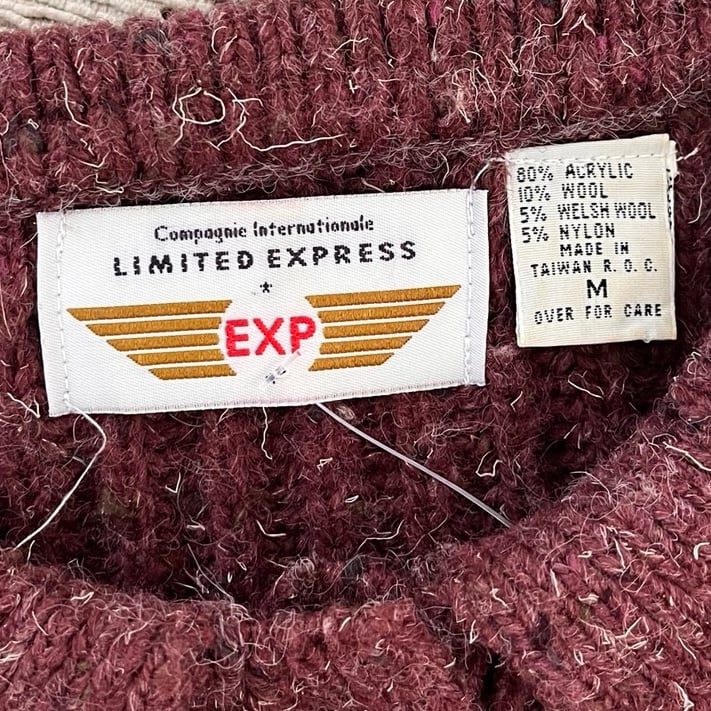 Compagnie Internationale
LIMITED EXPRESS
*
EXP
80% ACRYLIC
10% WOOL
5% WELSH WOOL
5% NYLON
MADE IN
TAIWAN R.O.C.
M
OVER FOR CARE